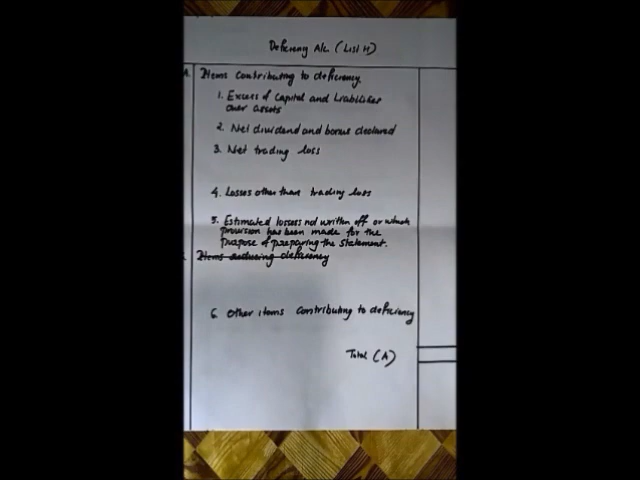 Deficiency A/c. (List H)
A. Items contributing to deficiency
1. Excess of Capital and Liabilities
over assets
2. Net dividend and bonus declared
3. Net trading loss
4. Losses other than trading loss
5. Estimated losses not written off or which
provision has been made for the
purpose of preparing the statement.
Items reducing deficiency
6. Other items contributing to deficiency
Total (A)